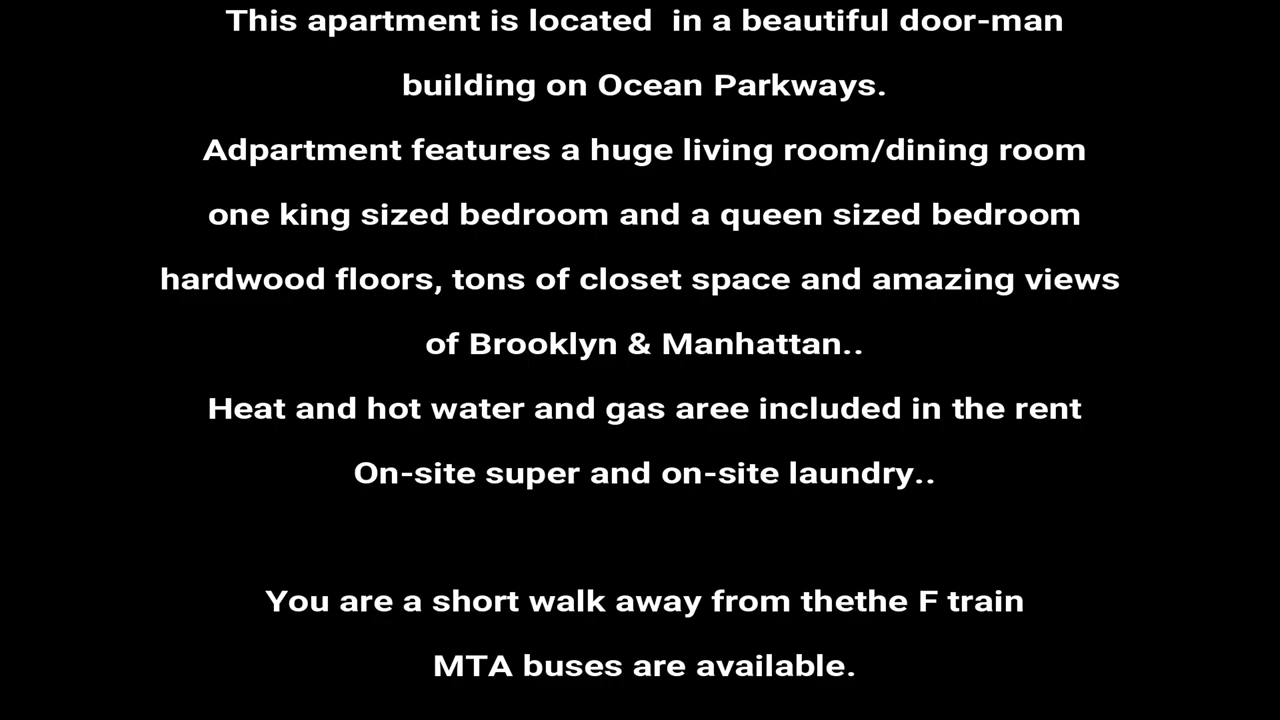 This apartment is located  in a beautiful door-man
building on Ocean Parkways.
Adpartment features a huge living room/dining room
one king sized bedroom and a queen sized bedroom
hardwood floors, tons of closet space and amazing views
of Brooklyn & Manhattan..
Heat and hot water and gas aree included in the rent
On-site super and on-site laundry..
You are a short walk away from thethe F train
MTA buses are available.